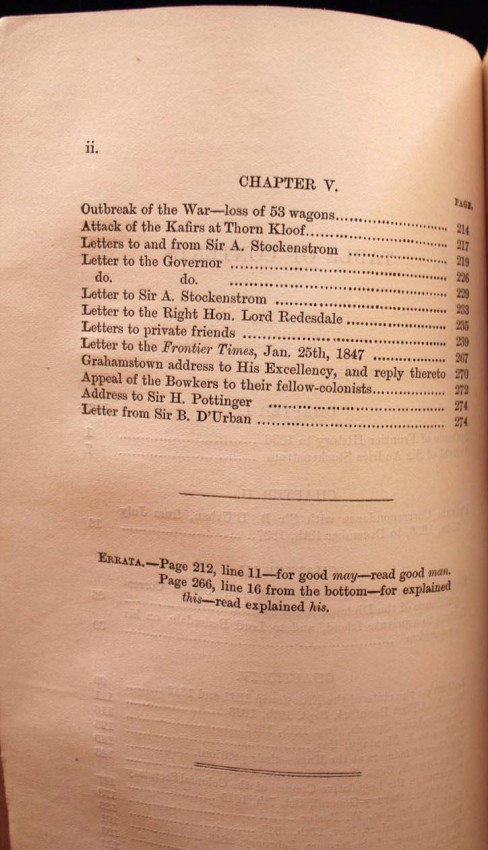 ii.
CHAPTER V.
PAGE.
Outbreak of the War—loss of 53 wagons.............................. 214
Attack of the Kafirs at Thorn Kloof.............................. 217
Letters to and from Sir A. Stockenstrom .............................. 219
Letter to the Governor .............................. 226
do. do. .............................. 229
Letter to Sir A. Stockenstrom .............................. 233
Letter to the Right Hon. Lord Redesdale .............................. 235
Letters to private friends .............................. 239
Letter to the Frontier Times, Jan. 25th, 1847 .................. 267
Grahamstown address to His Excellency, and reply thereto 270
Appeal of the Bowkers to their fellow-colonists.................. 272
Address to Sir H. Pottinger .............................. 274
Letter from Sir B. D'Urban .............................. 274
ERRATA.—Page 212, line 11—for good may—read good man.
Page 266, line 16 from the bottom—for explained
this—read explained his.